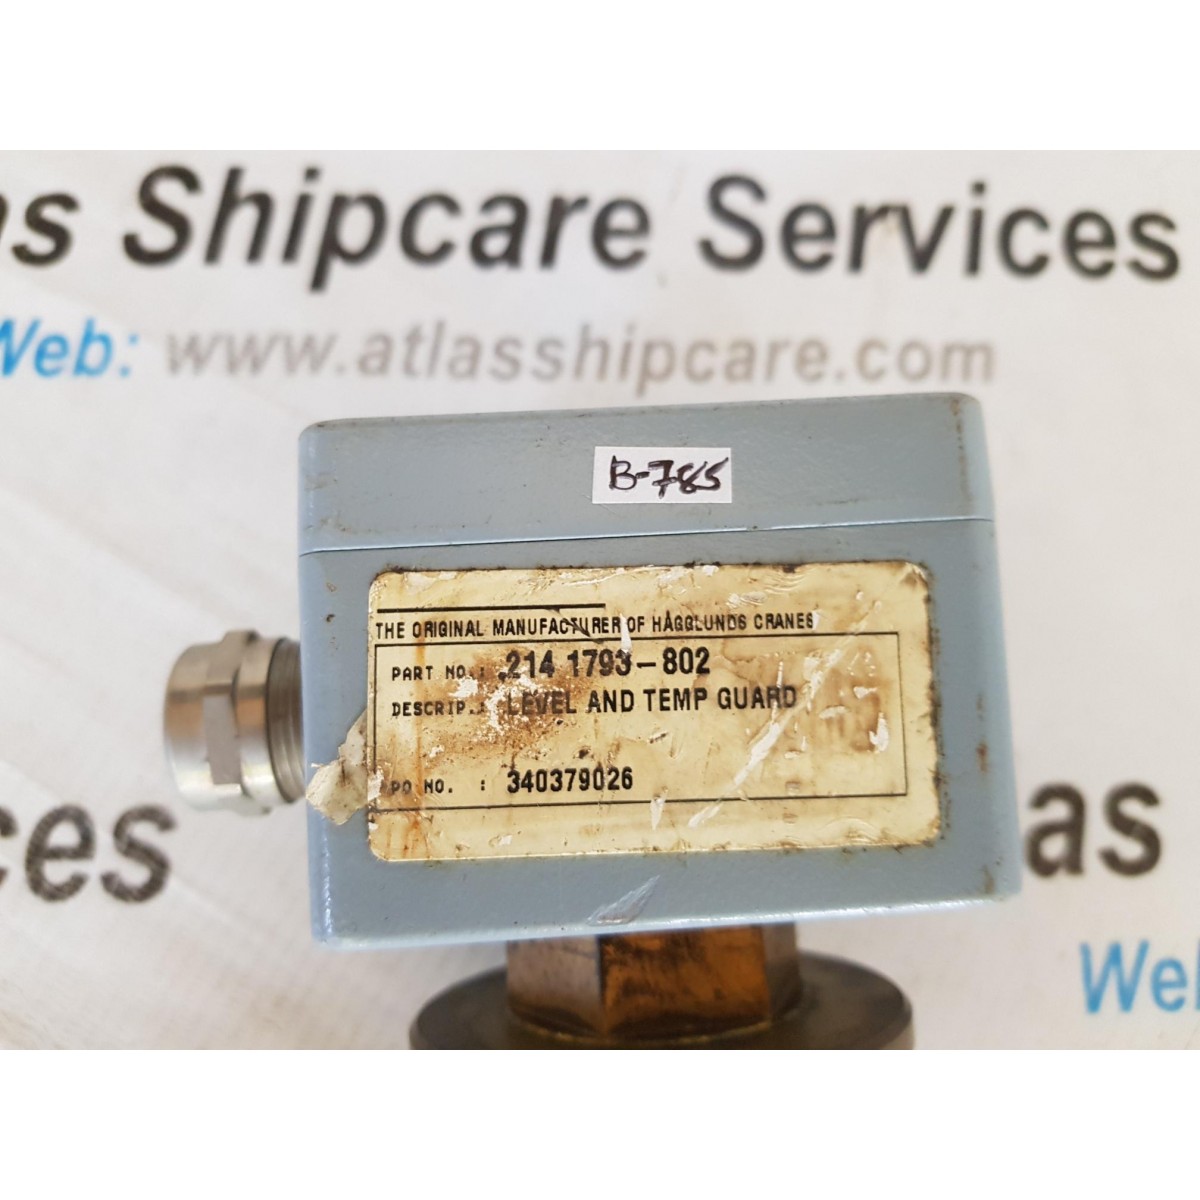 as Shipcare Services
Web: www.atlasshipcare.com
B-785
THE ORIGINAL MANUFACTURER OF HÄGGLUNDS CRANES
PART NO.: 214 1793-802
DESCRIP.: LEVEL AND TEMP GUARD
PO NO. : 340379026
ces
as
We